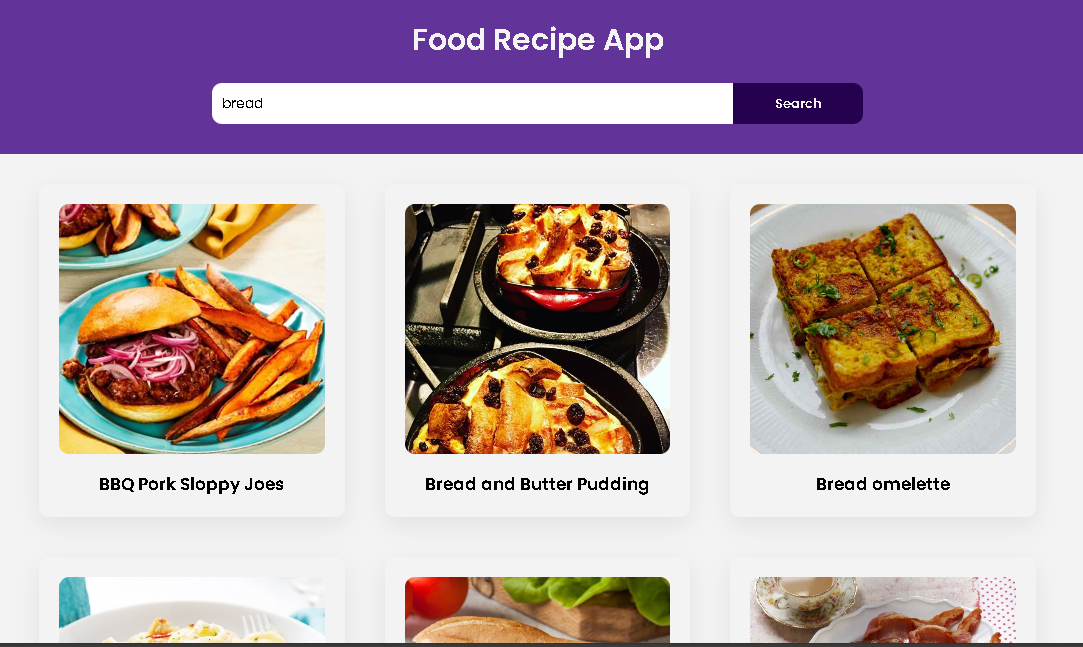 Food Recipe App
bread
Search
BBQ Pork Sloppy Joes
Bread and Butter Pudding
Bread omelette